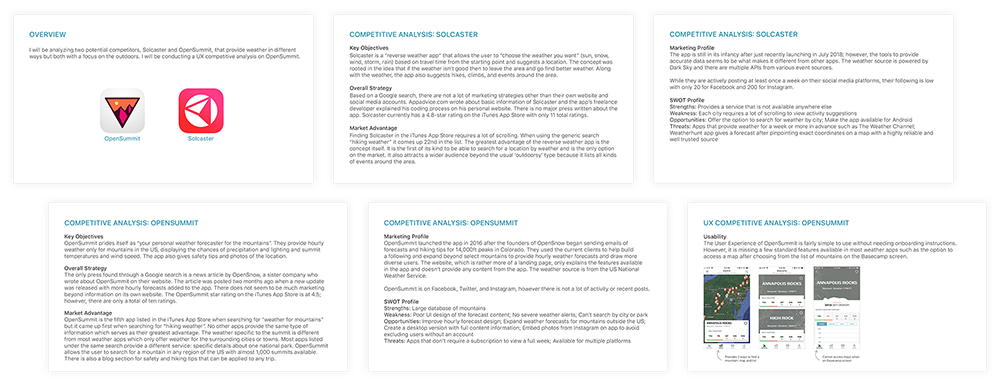 OVERVIEW
I will be analyzing two potential competitors, Solcaster and OpenSummit, that provide weather in different
ways but both with a focus on the outdoors. I will be conducting a UX competitive analysis on OpenSummit.
OpenSummit
Solcaster
COMPETITIVE ANALYSIS: SOLCASTER
Key Objectives
Solcaster is a "reverse weather app" that allows the user to "choose the weather you want" (sun, snow,
wind, storm, rain) based on travel time from the starting point and suggests a location. The concept was
rooted in the idea that if the weather isn't good then to leave the area and go find better weather. Along
with the weather, the app also suggests hikes, climbs, and events around the area.
Overall Strategy
Based on a Google search, there are not a lot of marketing strategies other than their own website and
social media accounts. Appadvice.com wrote about basic information of Solcaster and the app's freelance
developer explained his coding process on his personal website. There is no major press written about the
app. Solcaster currently has a 4.8-star rating on the iTunes App Store with only 11 total ratings.
Market Advantage
Finding Solcaster in the iTunes App Store requires a lot of scrolling. When using the generic search
"hiking weather" it comes up 22nd in the list. The greatest advantage of the reverse weather app is the
concept itself. It is the first of its kind to be able to search for a location by weather and is the only option
on the market. It also attracts a wider audience beyond the usual 'outdoorsy' type because it lists all kinds
of events around the area.
COMPETITIVE ANALYSIS: SOLCASTER
Marketing Profile
The app is still in its infancy after just recently launching in July 2018; however, the tools to provide
accurate data seems to be what makes it different from other apps. The weather source is powered by
Dark Sky and there are multiple APIs from various event sources.
While they are actively posting at least once a week on their social media platforms, their following is low
with only 20 for Facebook and 200 for Instagram.
SWOT Profile
Strengths: Provides a service that is not available anywhere else
Weakness: Each city requires a lot of scrolling to view activity suggestions
Opportunities: Offer the option to search for weather by city; Make the app available for Android
Threats: Apps that provide weather for a week or more in advance such as The Weather Channel;
Weatherhunt app gives a forecast after pinpointing exact coordinates on a map with a highly reliable and
well trusted source
COMPETITIVE ANALYSIS: OPENSUMMIT
Key Objectives
OpenSummit prides itself as "your personal weather forecaster for the mountains". They provide hourly
weather only for mountains in the US, displaying the chances of precipitation and lighting and summit
temperatures and wind speed. The app also gives safety tips and photos of the location.
Overall Strategy
The only press found through a Google search is a news article by OpenSnow, a sister company who
wrote about OpenSummit on their website. The article was posted two months ago when a new update
was released with more hourly forecasts added to the app. There does not seem to be much marketing
beyond information on its own website. The OpenSummit star rating on the iTunes App Store is at 4.5;
however, there are only a total of ten ratings.
Market Advantage
OpenSummit is the fifth app listed in the iTunes App Store when searching for "weather for mountains"
but it came up first when searching for "hiking weather". No other apps provide the same type of
information which serves as their greatest advantage. The weather specific to the summit is different
from most weather apps which only offer weather for the surrounding cities or towns. Most apps listed
under the same search provide a different service: specific details about one national park. OpenSummit
allows the user to search for a mountain in any region of the US with almost 1,000 summits available.
There is also a blog section for safety and hiking tips that can be applied to any trip.
COMPETITIVE ANALYSIS: OPENSUMMIT
Marketing Profile
OpenSummit launched the app in 2016 after the founders of OpenSnow began sending emails of
forecasts and hiking tips for 14,000ft peaks in Colorado. They used the current clients to help build
a following and expand beyond select mountains to provide hourly weather forecasts and draw more
diverse users. The website, which is rather more of a landing page, only explains the features available
in the app and doesn't provide any content from the app. The weather source is from the US National
Weather Service.
OpenSummit is on Facebook, Twitter, and Instagram, however there is not a lot of activity or recent posts.
SWOT Profile
Strengths: Large database of mountains
Weakness: Poor UI design of the forecast content; No severe weather alerts; Can't search by city or park
Opportunities: Improve hourly forecast design; Expand weather forecasts for mountains outside the US;
Create a desktop version with full content information; Embed photos from Instagram on app to avoid
excluding users without an account
Threats: Apps that don't require a subscription to view a full week; Available for multiple platforms
UX COMPETITIVE ANALYSIS: OPENSUMMIT
Usability
The User Experience of OpenSummit is fairly simple to use without needing onboarding instructions.
However, it is missing a few standard features available in most weather apps such as the option to
access a map after choosing from the list of mountains on the Basecamp screen.
ANNAPOLIS ROCKS
ANNAPOLIS ROCKS
HIGH ROCK
ANNAPOLIS ROCKS